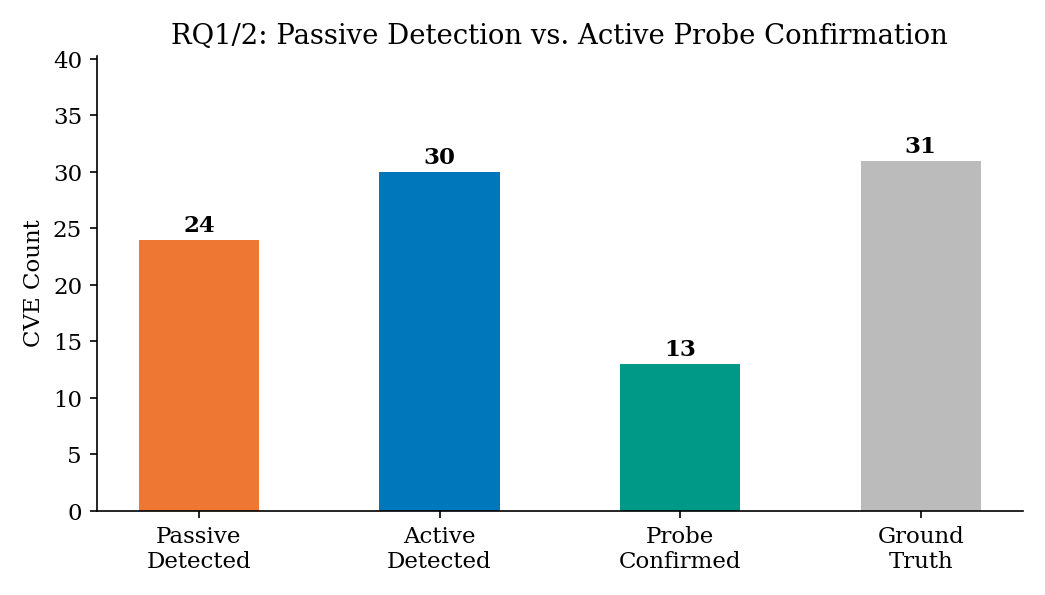 RQ1/2: Passive Detection vs. Active Probe Confirmation
CVE Count
40
35
30
25
20
15
10
5
0
24
30
13
31
Passive
Detected
Active
Detected
Probe
Confirmed
Ground
Truth